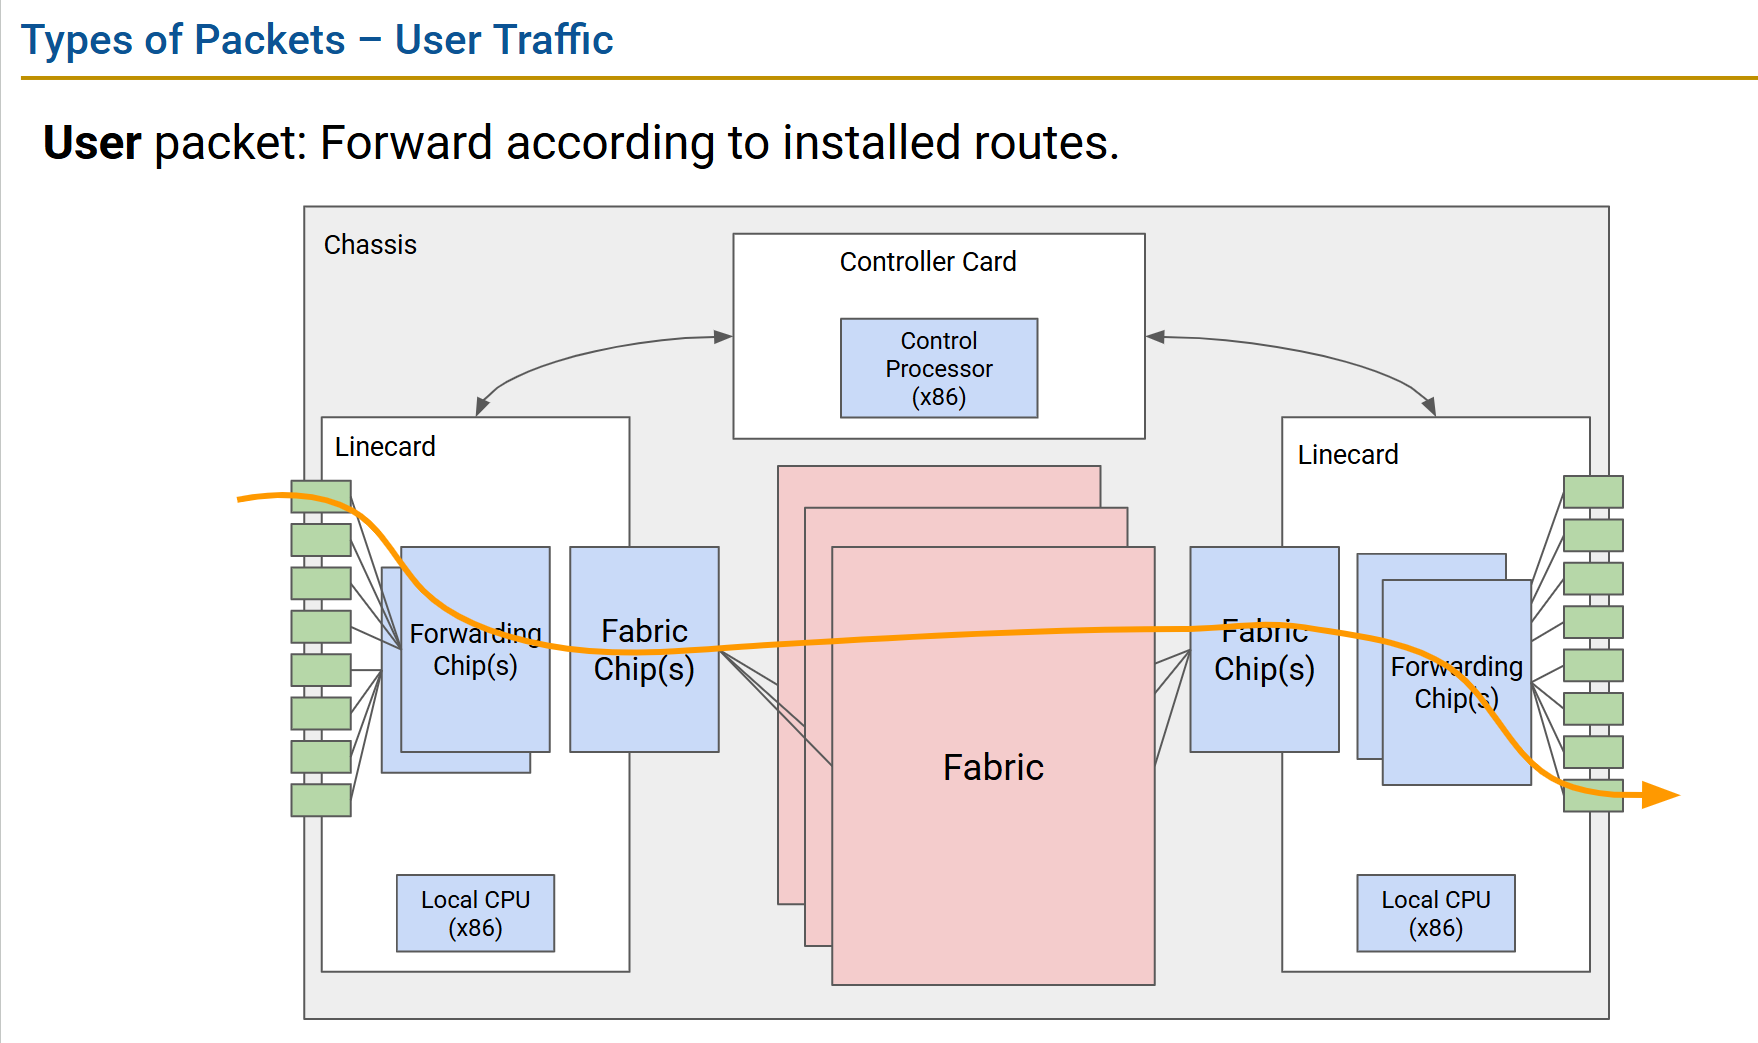 Types of Packets – User Traffic
User packet: Forward according to installed routes.
Chassis
Controller Card
Control
Processor
(x86)
Linecard
Linecard
Forwarding
Chip(s)
Fabric
Chip(s)
Fabric
Fabric
Chip(s)
Forwarding
Chip(s)
Local CPU
(x86)
Local CPU
(x86)